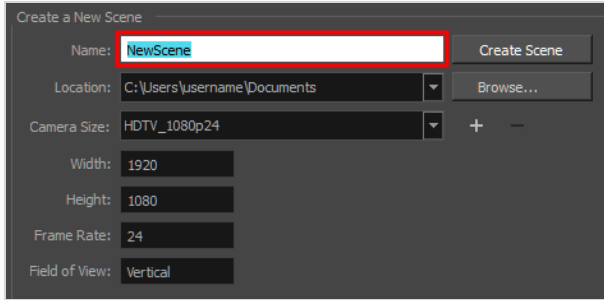 Create a New Scene
Name: NewScene Create Scene
Location: C:\Users\username\Documents Browse...
Camera Size: HDTV_1080p24 + −
Width: 1920
Height: 1080
Frame Rate: 24
Field of View: Vertical